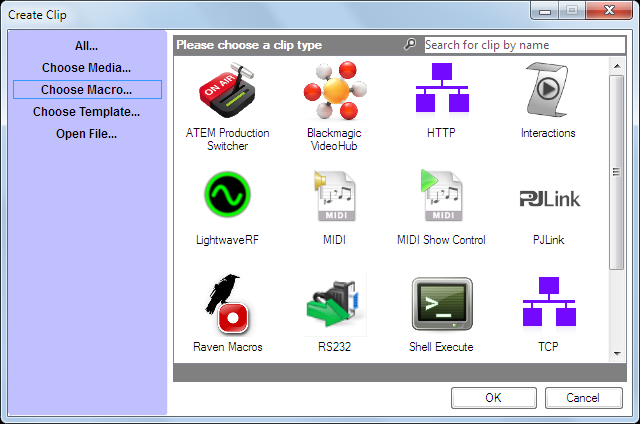 Create Clip
All...
Choose Media...
Choose Macro...
Choose Template...
Open File...
Please choose a clip type
Search for clip by name
ON AIR
ATEM Production
Switcher
Blackmagic
VideoHub
HTTP
Interactions
LightwaveRF
MIDI
MIDI
MIDI
MIDI Show Control
PJLink
PJLink
Raven Macros
RS232
>_
Shell Execute
TCP
OK
Cancel